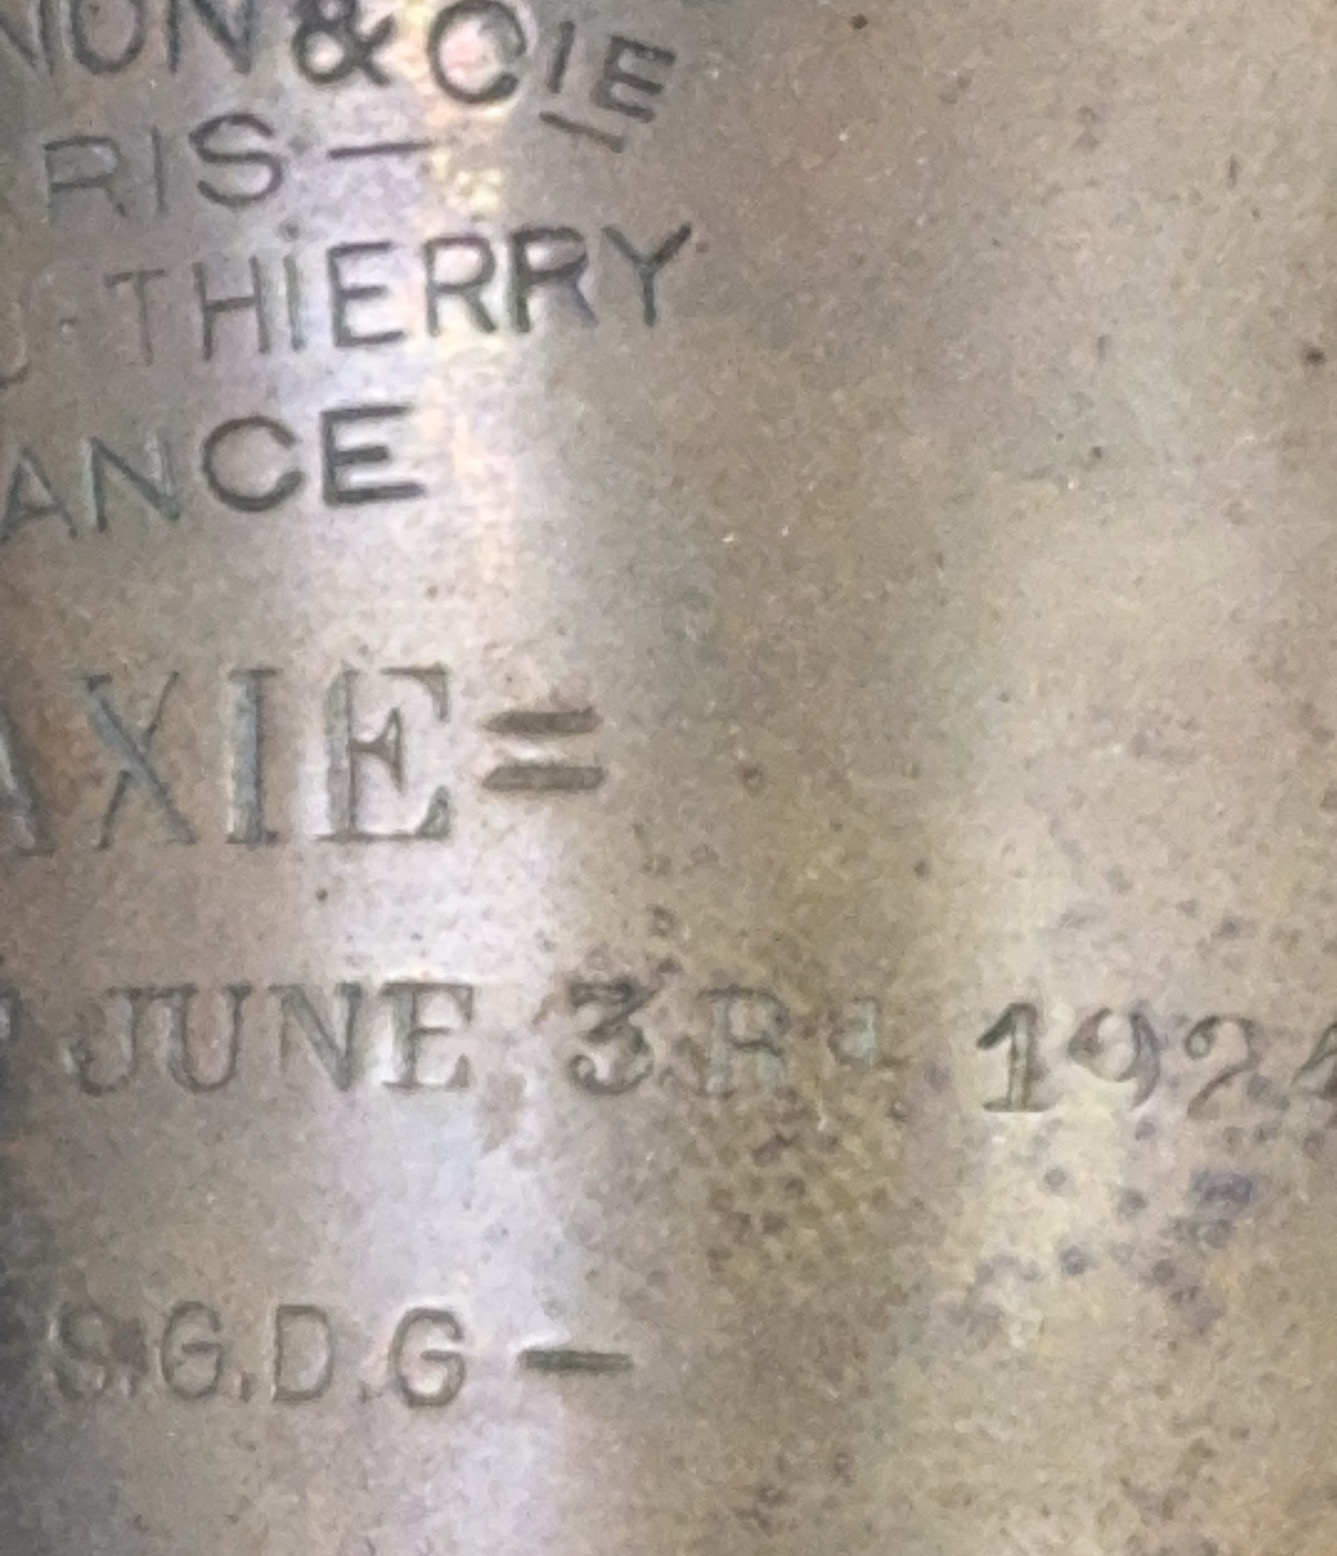 NON & CIE
RIS —
THIERRY
ANCE
AXIE =
JUNE 3Rd 192
S.G.D.G —